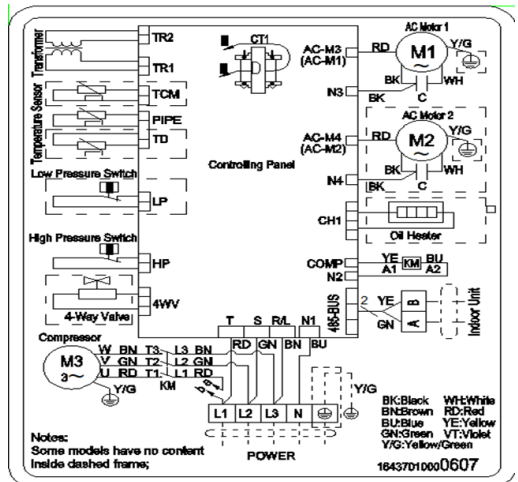 Transformer
TR2
TR1
Temperature Sensor
TCM
PIPE
TD
Low Pressure Switch
LP
High Pressure Switch
HP
4WV
4-Way Valve
CT1
Controlling Panel
AC-M3
(AC-M1)
N3
RD
AC Motor 1
M1
Y/G
BK
WH
BK
C
AC-M4
(AC-M2)
N4
RD
AC Motor 2
M2
Y/G
BK
WH
BK
C
CH1
Oil Heater
COMP
N2
YE
KM
BU
A1
A2
485-BUS
2
YE
GN
B
A
Indoor Unit
T S R/L N1
RD GN BN BU
Compressor
M3
3~
W BN T3 L3 BN
V GN T2 L2 GN
U RD T1 L1 RD
KM
Y/G
L1 L2 L3 N
Y/G
POWER
Notes:
Some models have no content
inside dashed frame;
BK:Black WH:White
BN:Brown RD:Red
BU:Blue YE:Yellow
GN:Green VT:Violet
Y/G:Yellow/Green
16437010000607